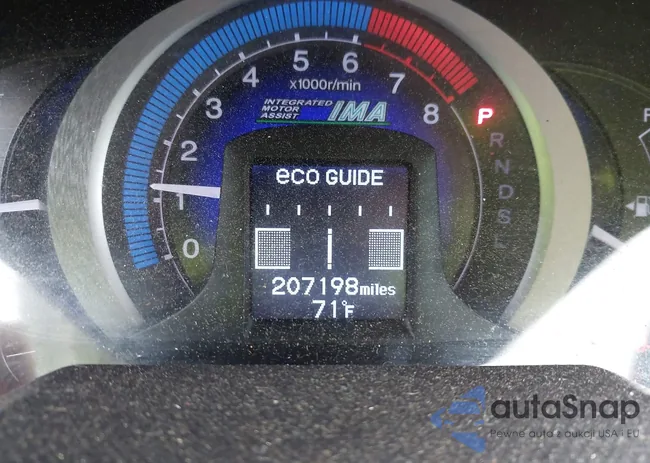 5 6
4 x1000r/min 7
3 INTEGRATED MOTOR ASSIST IMA 8 P
2 R
eco GUIDE N
1 D
0 S
L
207198miles
71°F
F
autaSnap
Pewne auta z aukcji USA i EU